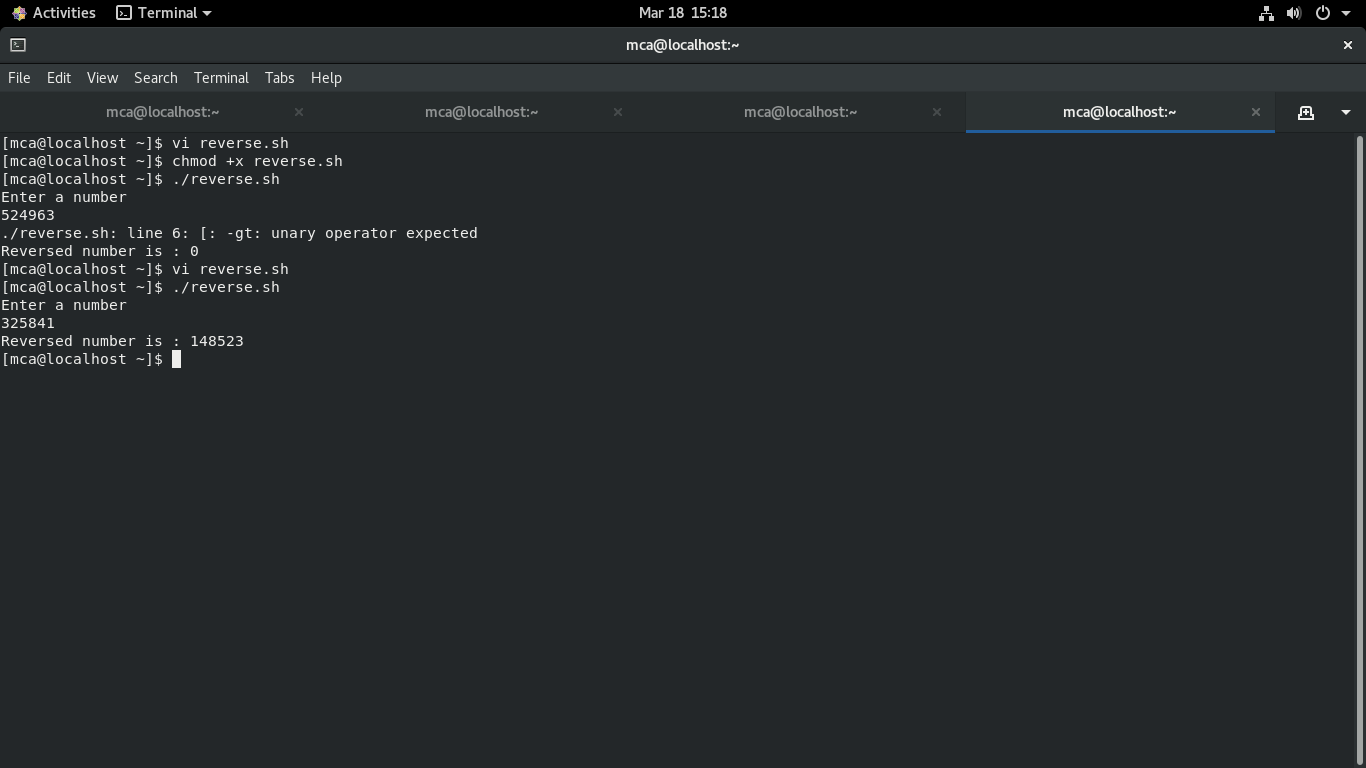 Activities Terminal Mar 18 15:18
mca@localhost:~
File Edit View Search Terminal Tabs Help
mca@localhost:~ mca@localhost:~ mca@localhost:~ mca@localhost:~
[mca@localhost ~]$ vi reverse.sh
[mca@localhost ~]$ chmod +x reverse.sh
[mca@localhost ~]$ ./reverse.sh
Enter a number
524963
./reverse.sh: line 6: [: -gt: unary operator expected
Reversed number is : 0
[mca@localhost ~]$ vi reverse.sh
[mca@localhost ~]$ ./reverse.sh
Enter a number
325841
Reversed number is : 148523
[mca@localhost ~]$